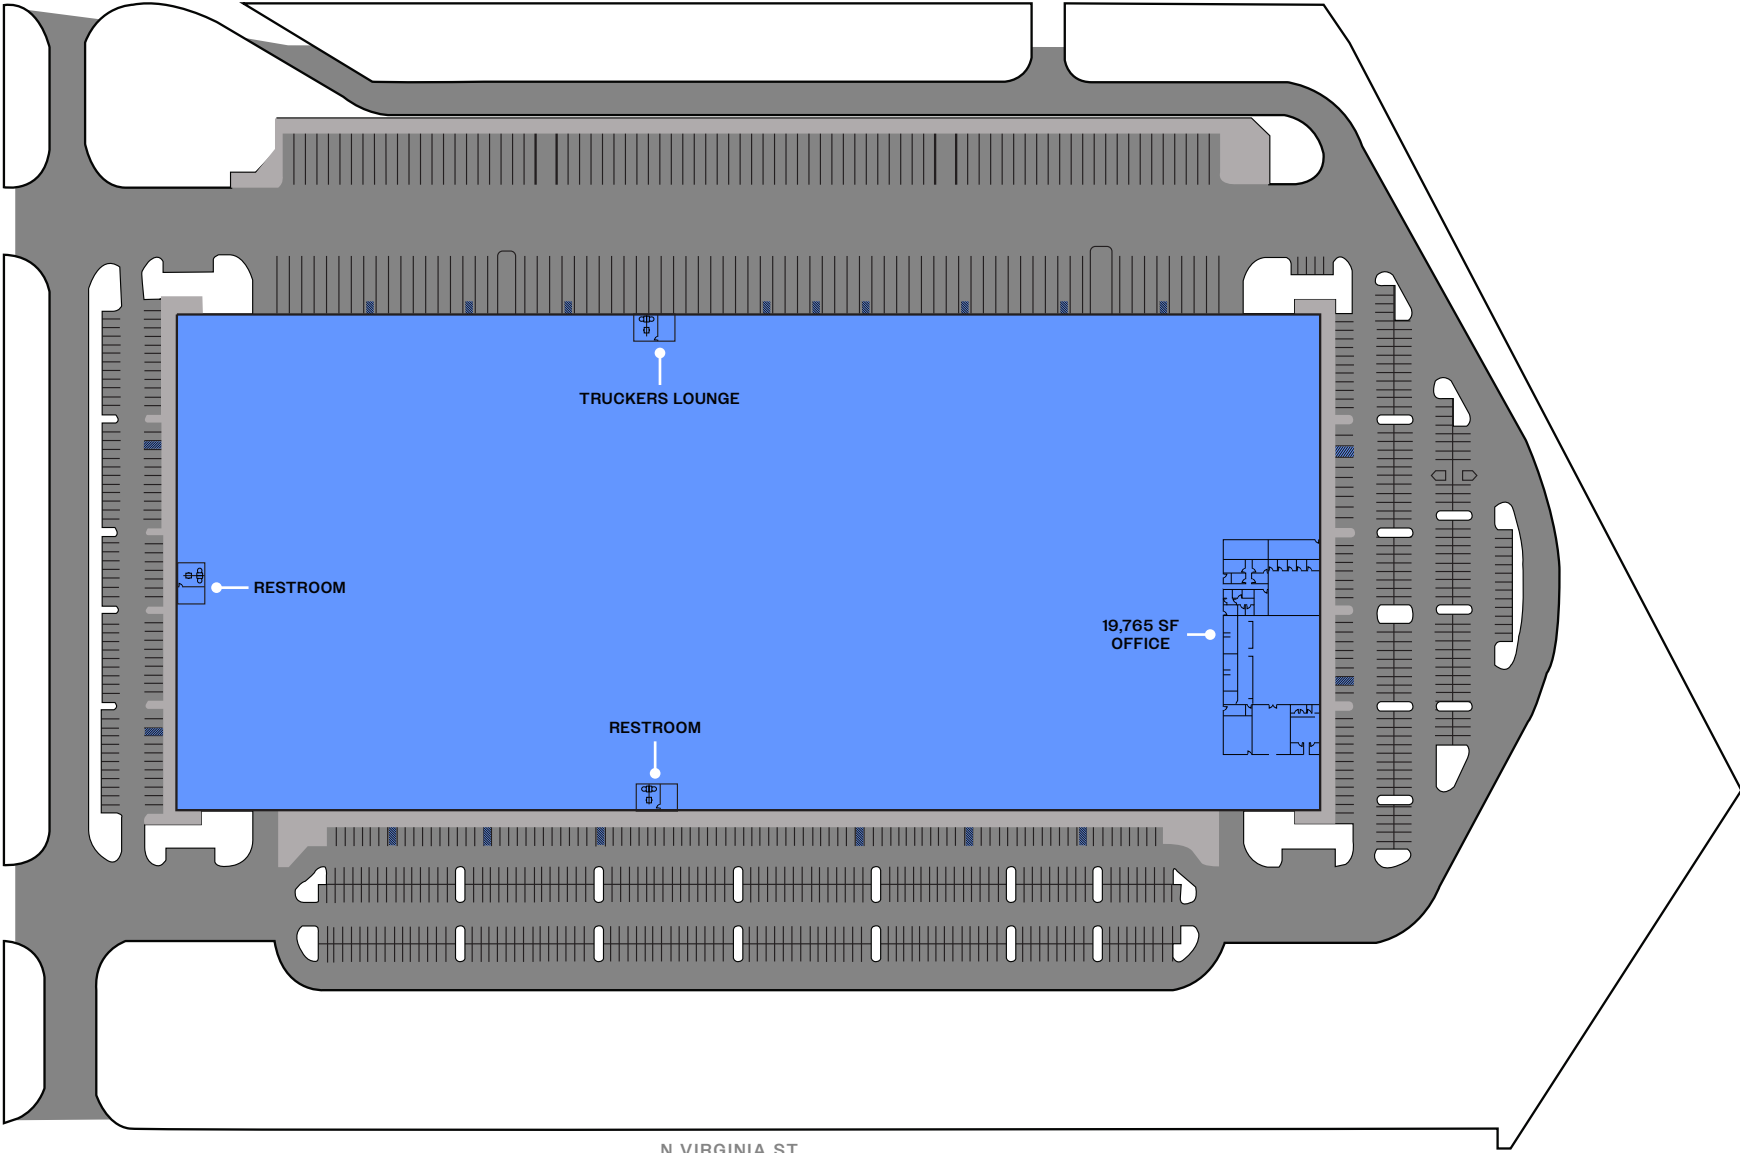 TRUCKERS LOUNGE
RESTROOM
19,765 SF
OFFICE
RESTROOM
N VIRGINIA ST